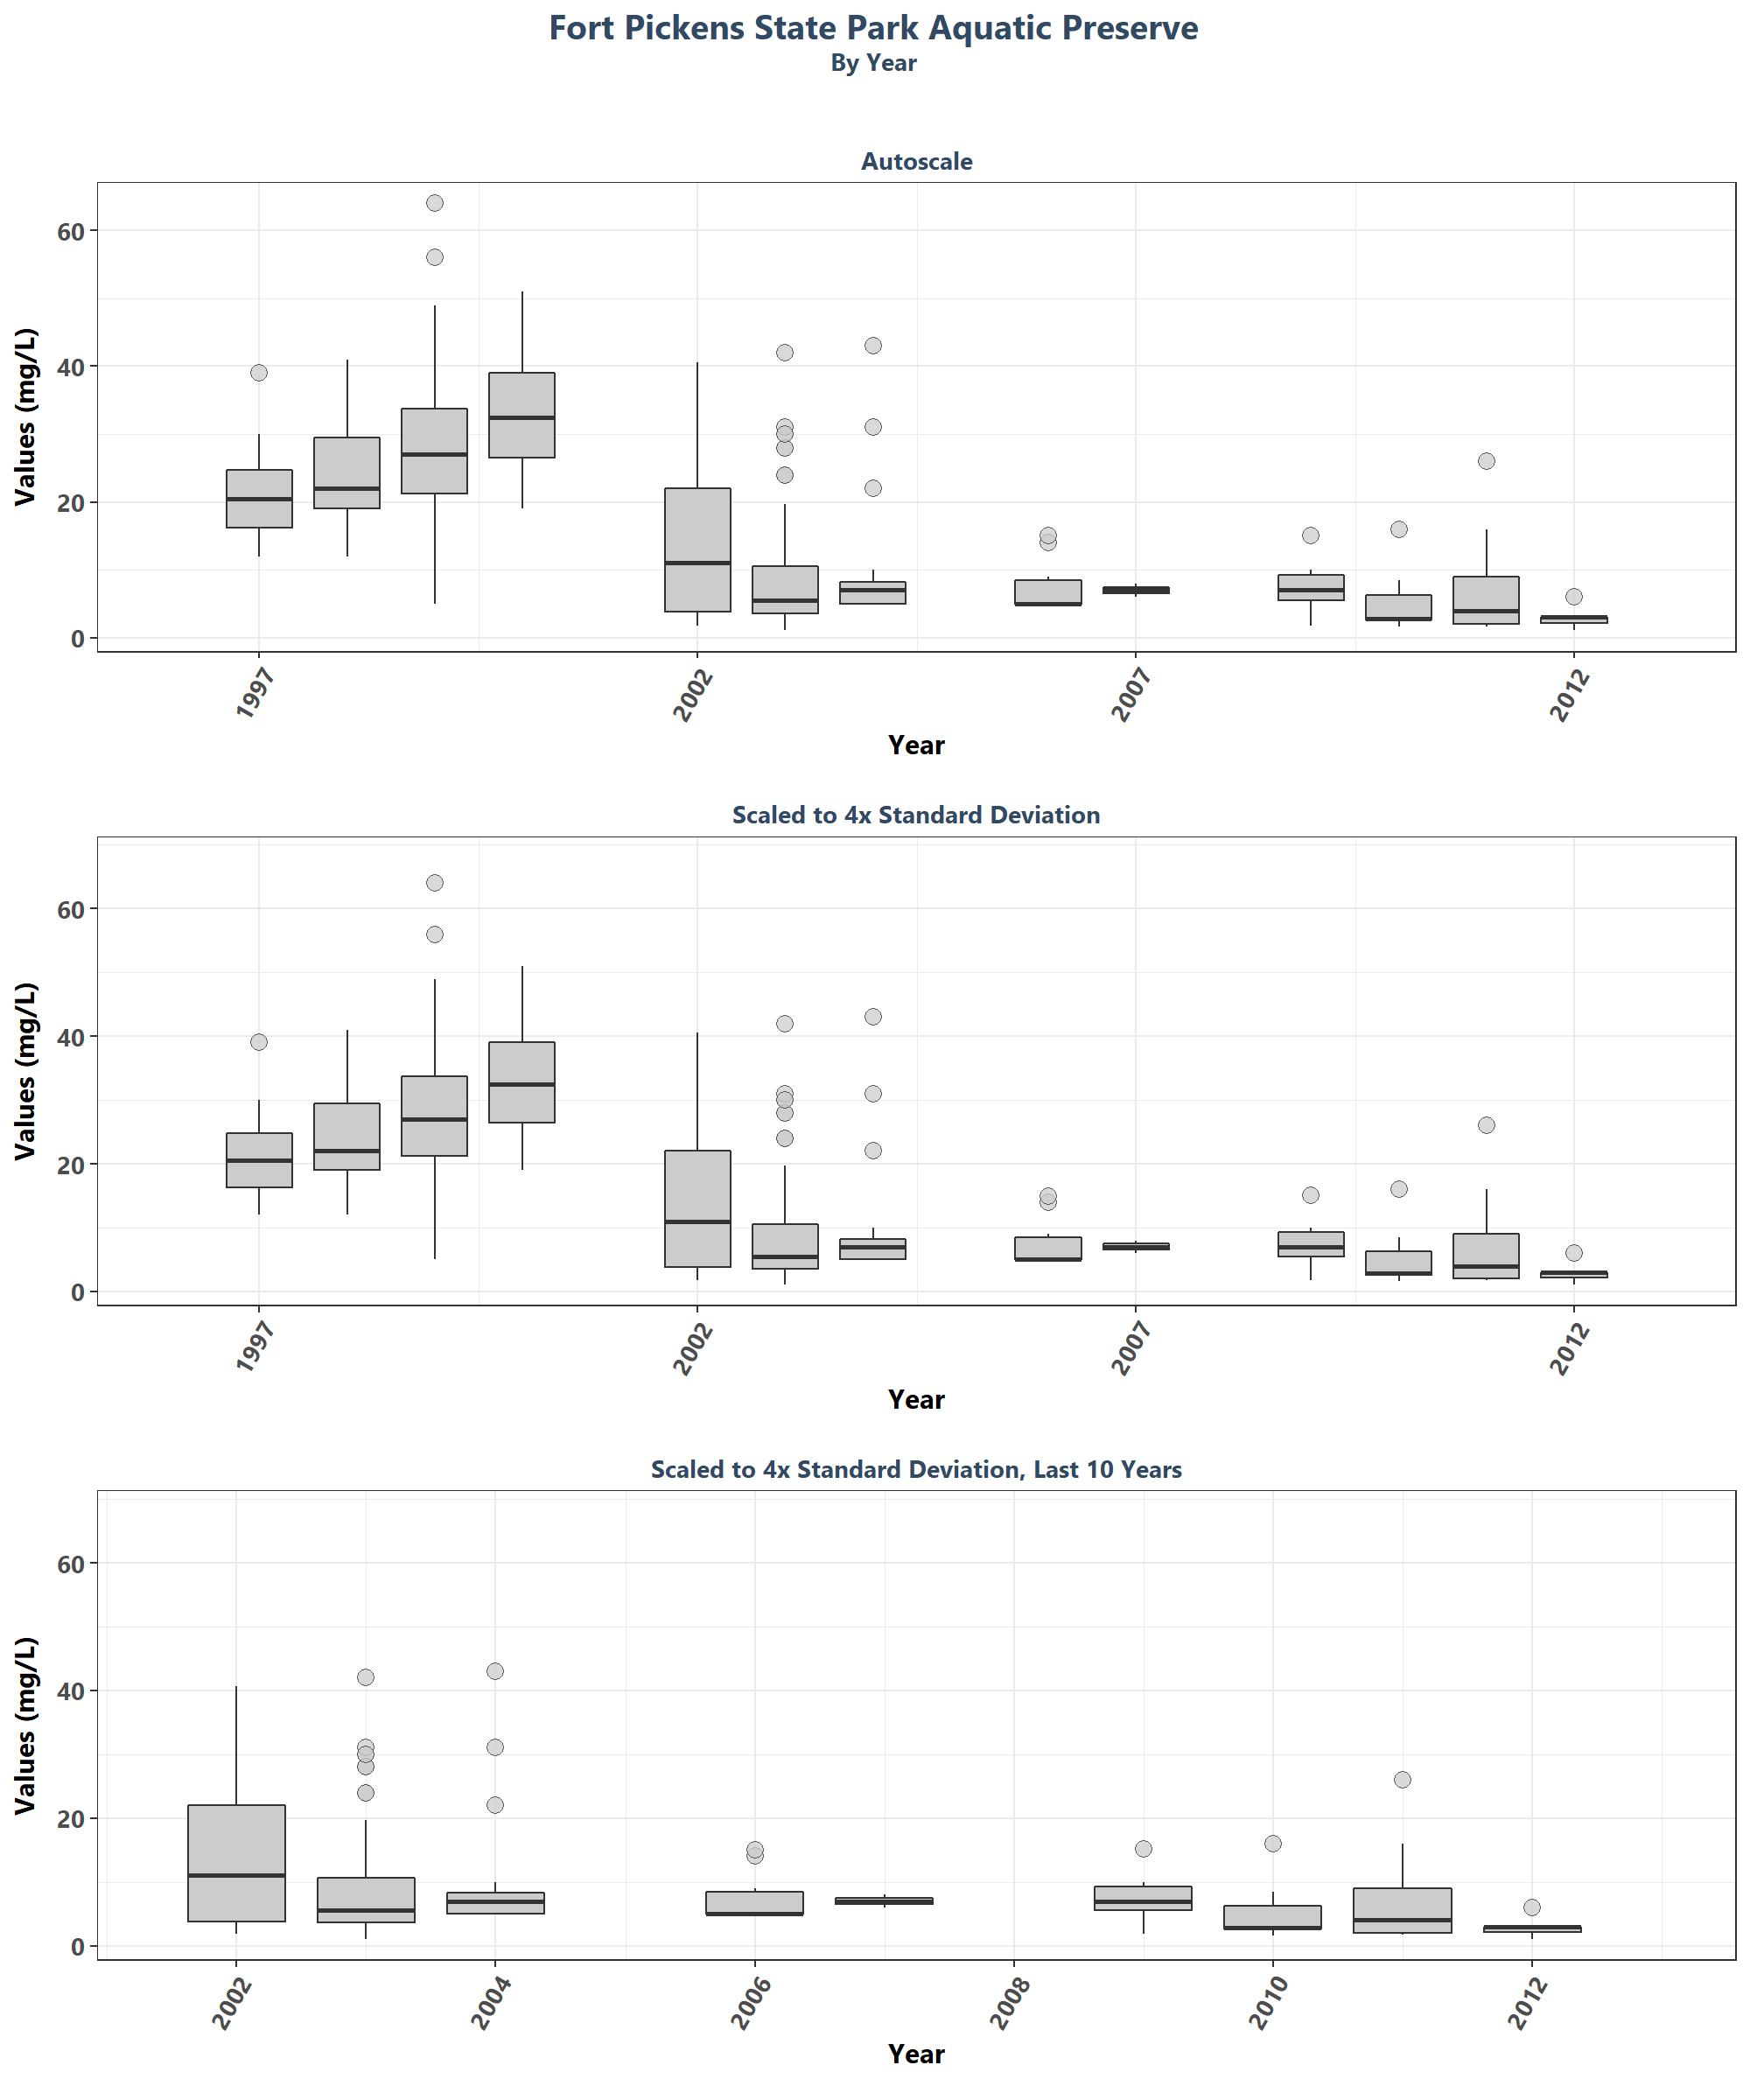 Fort Pickens State Park Aquatic Preserve
By Year
Autoscale
Values (mg/L)
60
40
20
0
1997
2002
2007
2012
Year
Scaled to 4x Standard Deviation
Values (mg/L)
60
40
20
0
1997
2002
2007
2012
Year
Scaled to 4x Standard Deviation, Last 10 Years
Values (mg/L)
60
40
20
0
2002
2004
2006
2008
2010
2012
Year